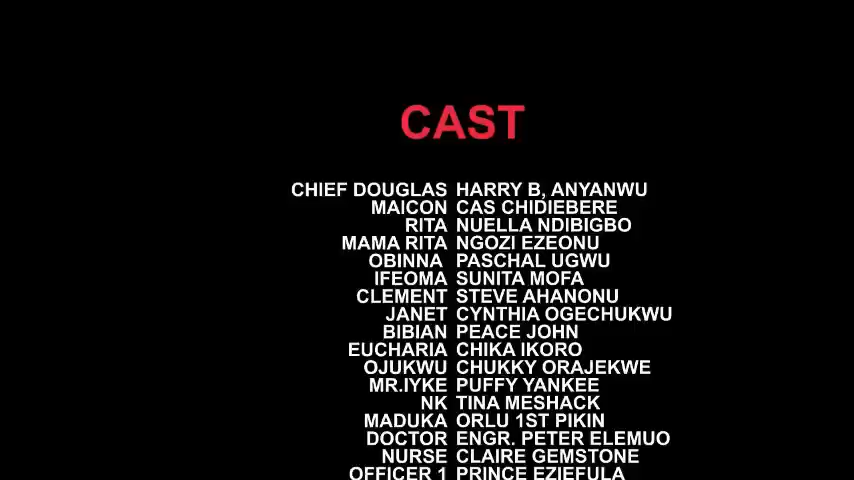 CAST
CHIEF DOUGLAS HARRY B, ANYANWU
MAICON CAS CHIDIEBERE
RITA NUELLA NDIBIGBO
MAMA RITA NGOZI EZEONU
OBINNA PASCHAL UGWU
IFEOMA SUNITA MOFA
CLEMENT STEVE AHANONU
JANET CYNTHIA OGECHUKWU
BIBIAN PEACE JOHN
EUCHARIA CHIKA IKORO
OJUKWU CHUKKY ORAJEKWE
MR.IYKE PUFFY YANKEE
NK TINA MESHACK
MADUKA ORLU 1ST PIKIN
DOCTOR ENGR. PETER ELEMUO
NURSE CLAIRE GEMSTONE
OFFICER 1 PRINCE EZIEFULA